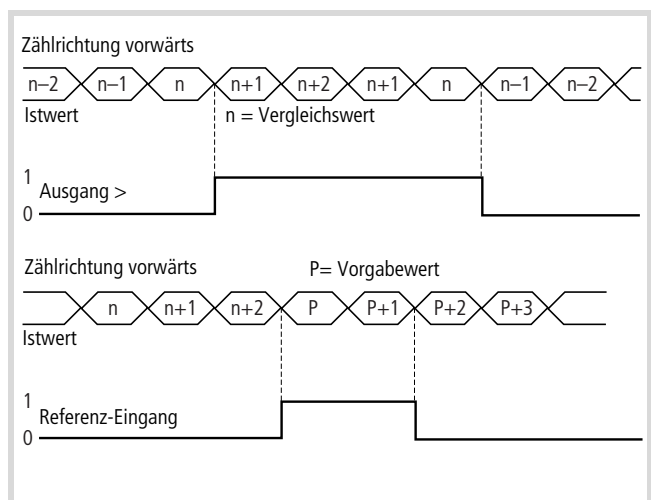 Zählrichtung vorwärts
n–2 n–1 n n+1 n+2 n+1 n n–1 n–2
Istwert n = Vergleichswert
1
Ausgang >
0
Zählrichtung vorwärts P= Vorgabewert
n n+1 n+2 P P+1 P+2 P+3
Istwert
1
Referenz-Eingang
0